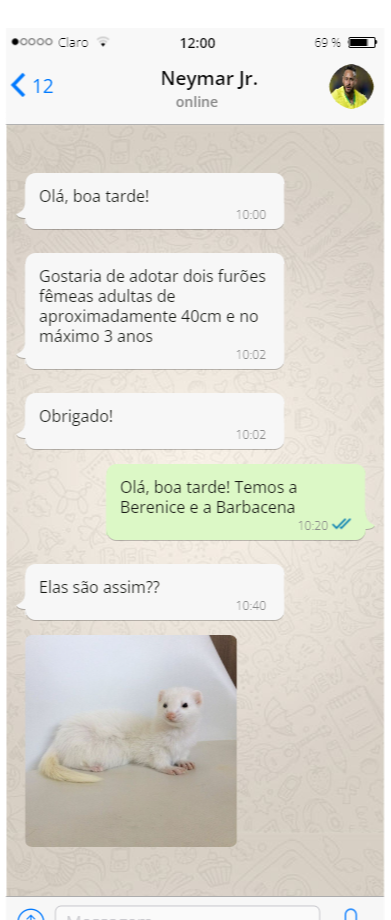 Claro 12:00 69 %
12 Neymar Jr.
online
Olá, boa tarde!
10:00
Gostaria de adotar dois furões
fêmeas adultas de
aproximadamente 40cm e no
máximo 3 anos
10:02
Obrigado!
10:02
Olá, boa tarde! Temos a
Berenice e a Barbacena
10:20
Elas são assim??
10:40